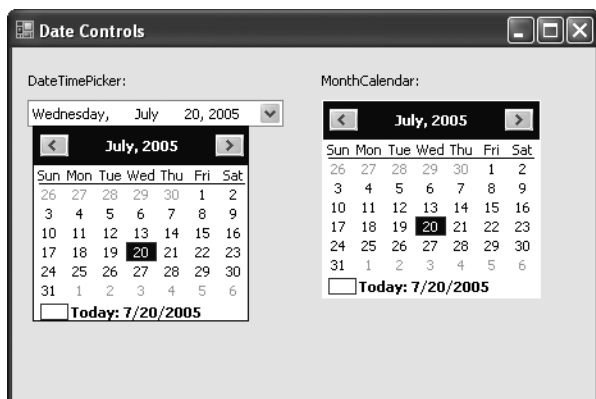 Date Controls
DateTimePicker:
Wednesday, July 20, 2005
July, 2005
Sun Mon Tue Wed Thu Fri Sat
26 27 28 29 30 1 2
3 4 5 6 7 8 9
10 11 12 13 14 15 16
17 18 19 20 21 22 23
24 25 26 27 28 29 30
31 1 2 3 4 5 6
Today: 7/20/2005
MonthCalendar:
July, 2005
Sun Mon Tue Wed Thu Fri Sat
26 27 28 29 30 1 2
3 4 5 6 7 8 9
10 11 12 13 14 15 16
17 18 19 20 21 22 23
24 25 26 27 28 29 30
31 1 2 3 4 5 6
Today: 7/20/2005